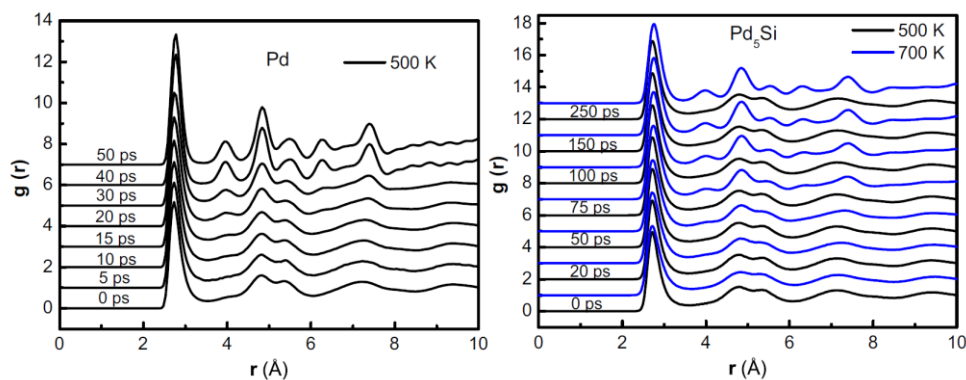 14
12
10
8
6
4
2
0
g (r)
Pd
500 K
50 ps
40 ps
30 ps
20 ps
15 ps
10 ps
5 ps
0 ps
0 2 4 6 8 10
r (Å)
18
16
14
12
10
8
6
4
2
0
g (r)
Pd₅Si
500 K
700 K
250 ps
150 ps
100 ps
75 ps
50 ps
20 ps
0 ps
0 2 4 6 8 10
r (Å)